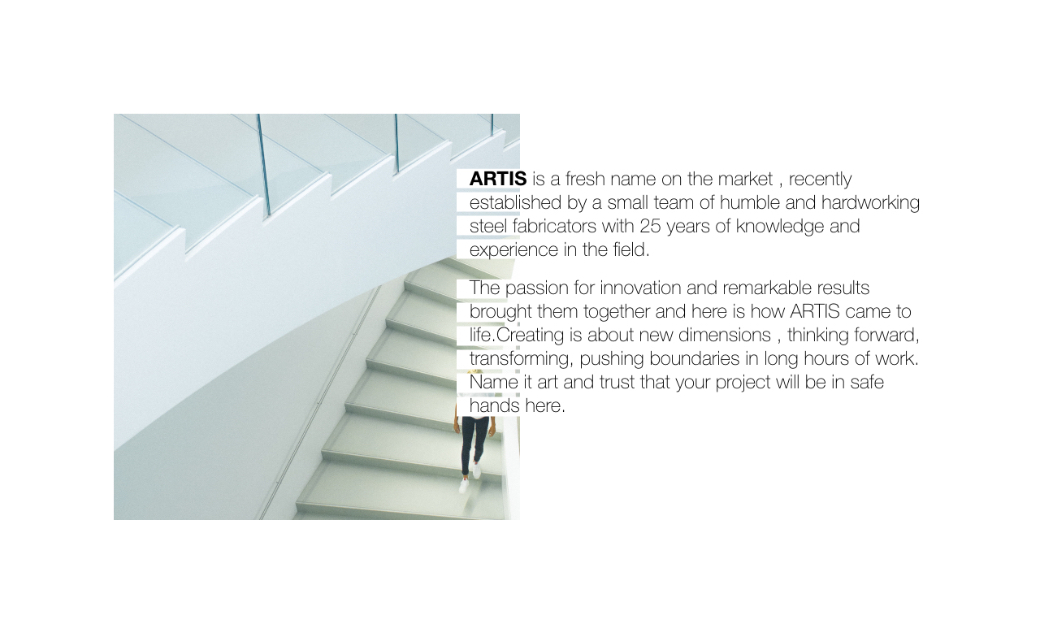 ARTIS is a fresh name on the market , recently
established by a small team of humble and hardworking
steel fabricators with 25 years of knowledge and
experience in the field.
The passion for innovation and remarkable results
brought them together and here is how ARTIS came to
life.Creating is about new dimensions , thinking forward,
transforming, pushing boundaries in long hours of work.
Name it art and trust that your project will be in safe
hands here.